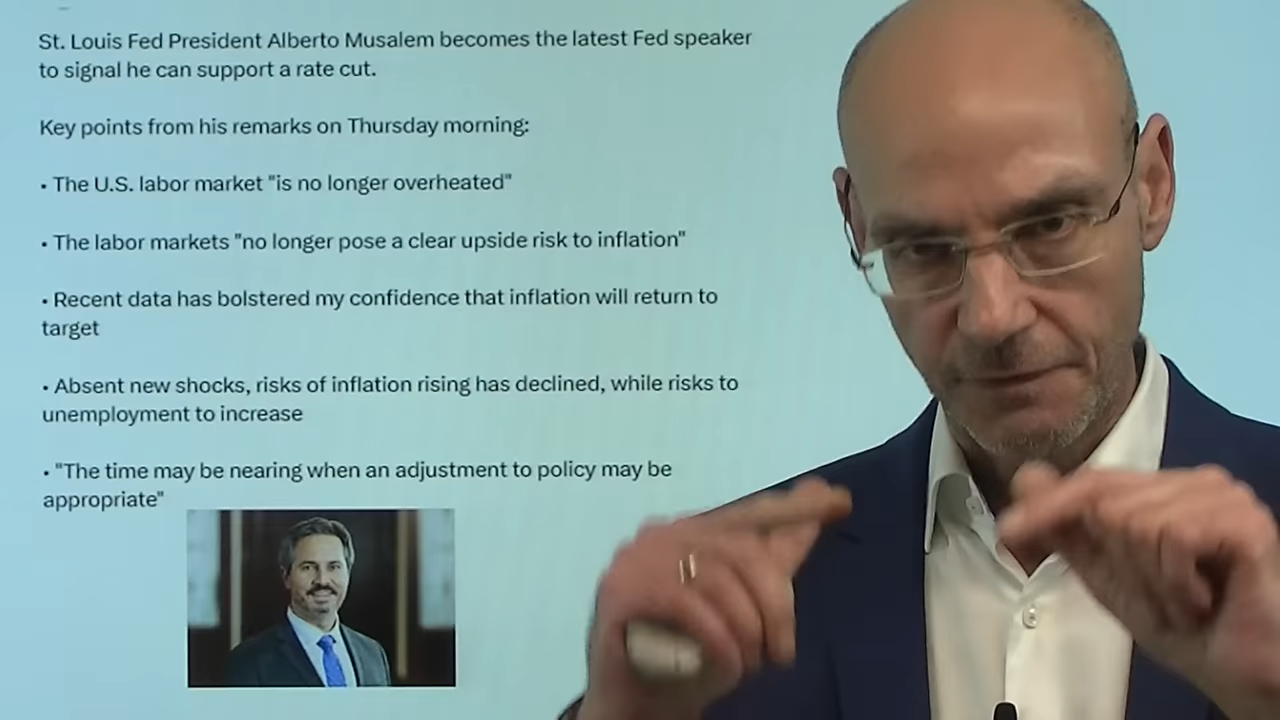 St. Louis Fed President Alberto Musalem becomes the latest Fed speaker
to signal he can support a rate cut.
Key points from his remarks on Thursday morning:
• The U.S. labor market "is no longer overheated"
• The labor markets "no longer pose a clear upside risk to inflation"
• Recent data has bolstered my confidence that inflation will return to
target
• Absent new shocks, risks of inflation rising has declined, while risks to
unemployment to increase
• "The time may be nearing when an adjustment to policy may be
appropriate"